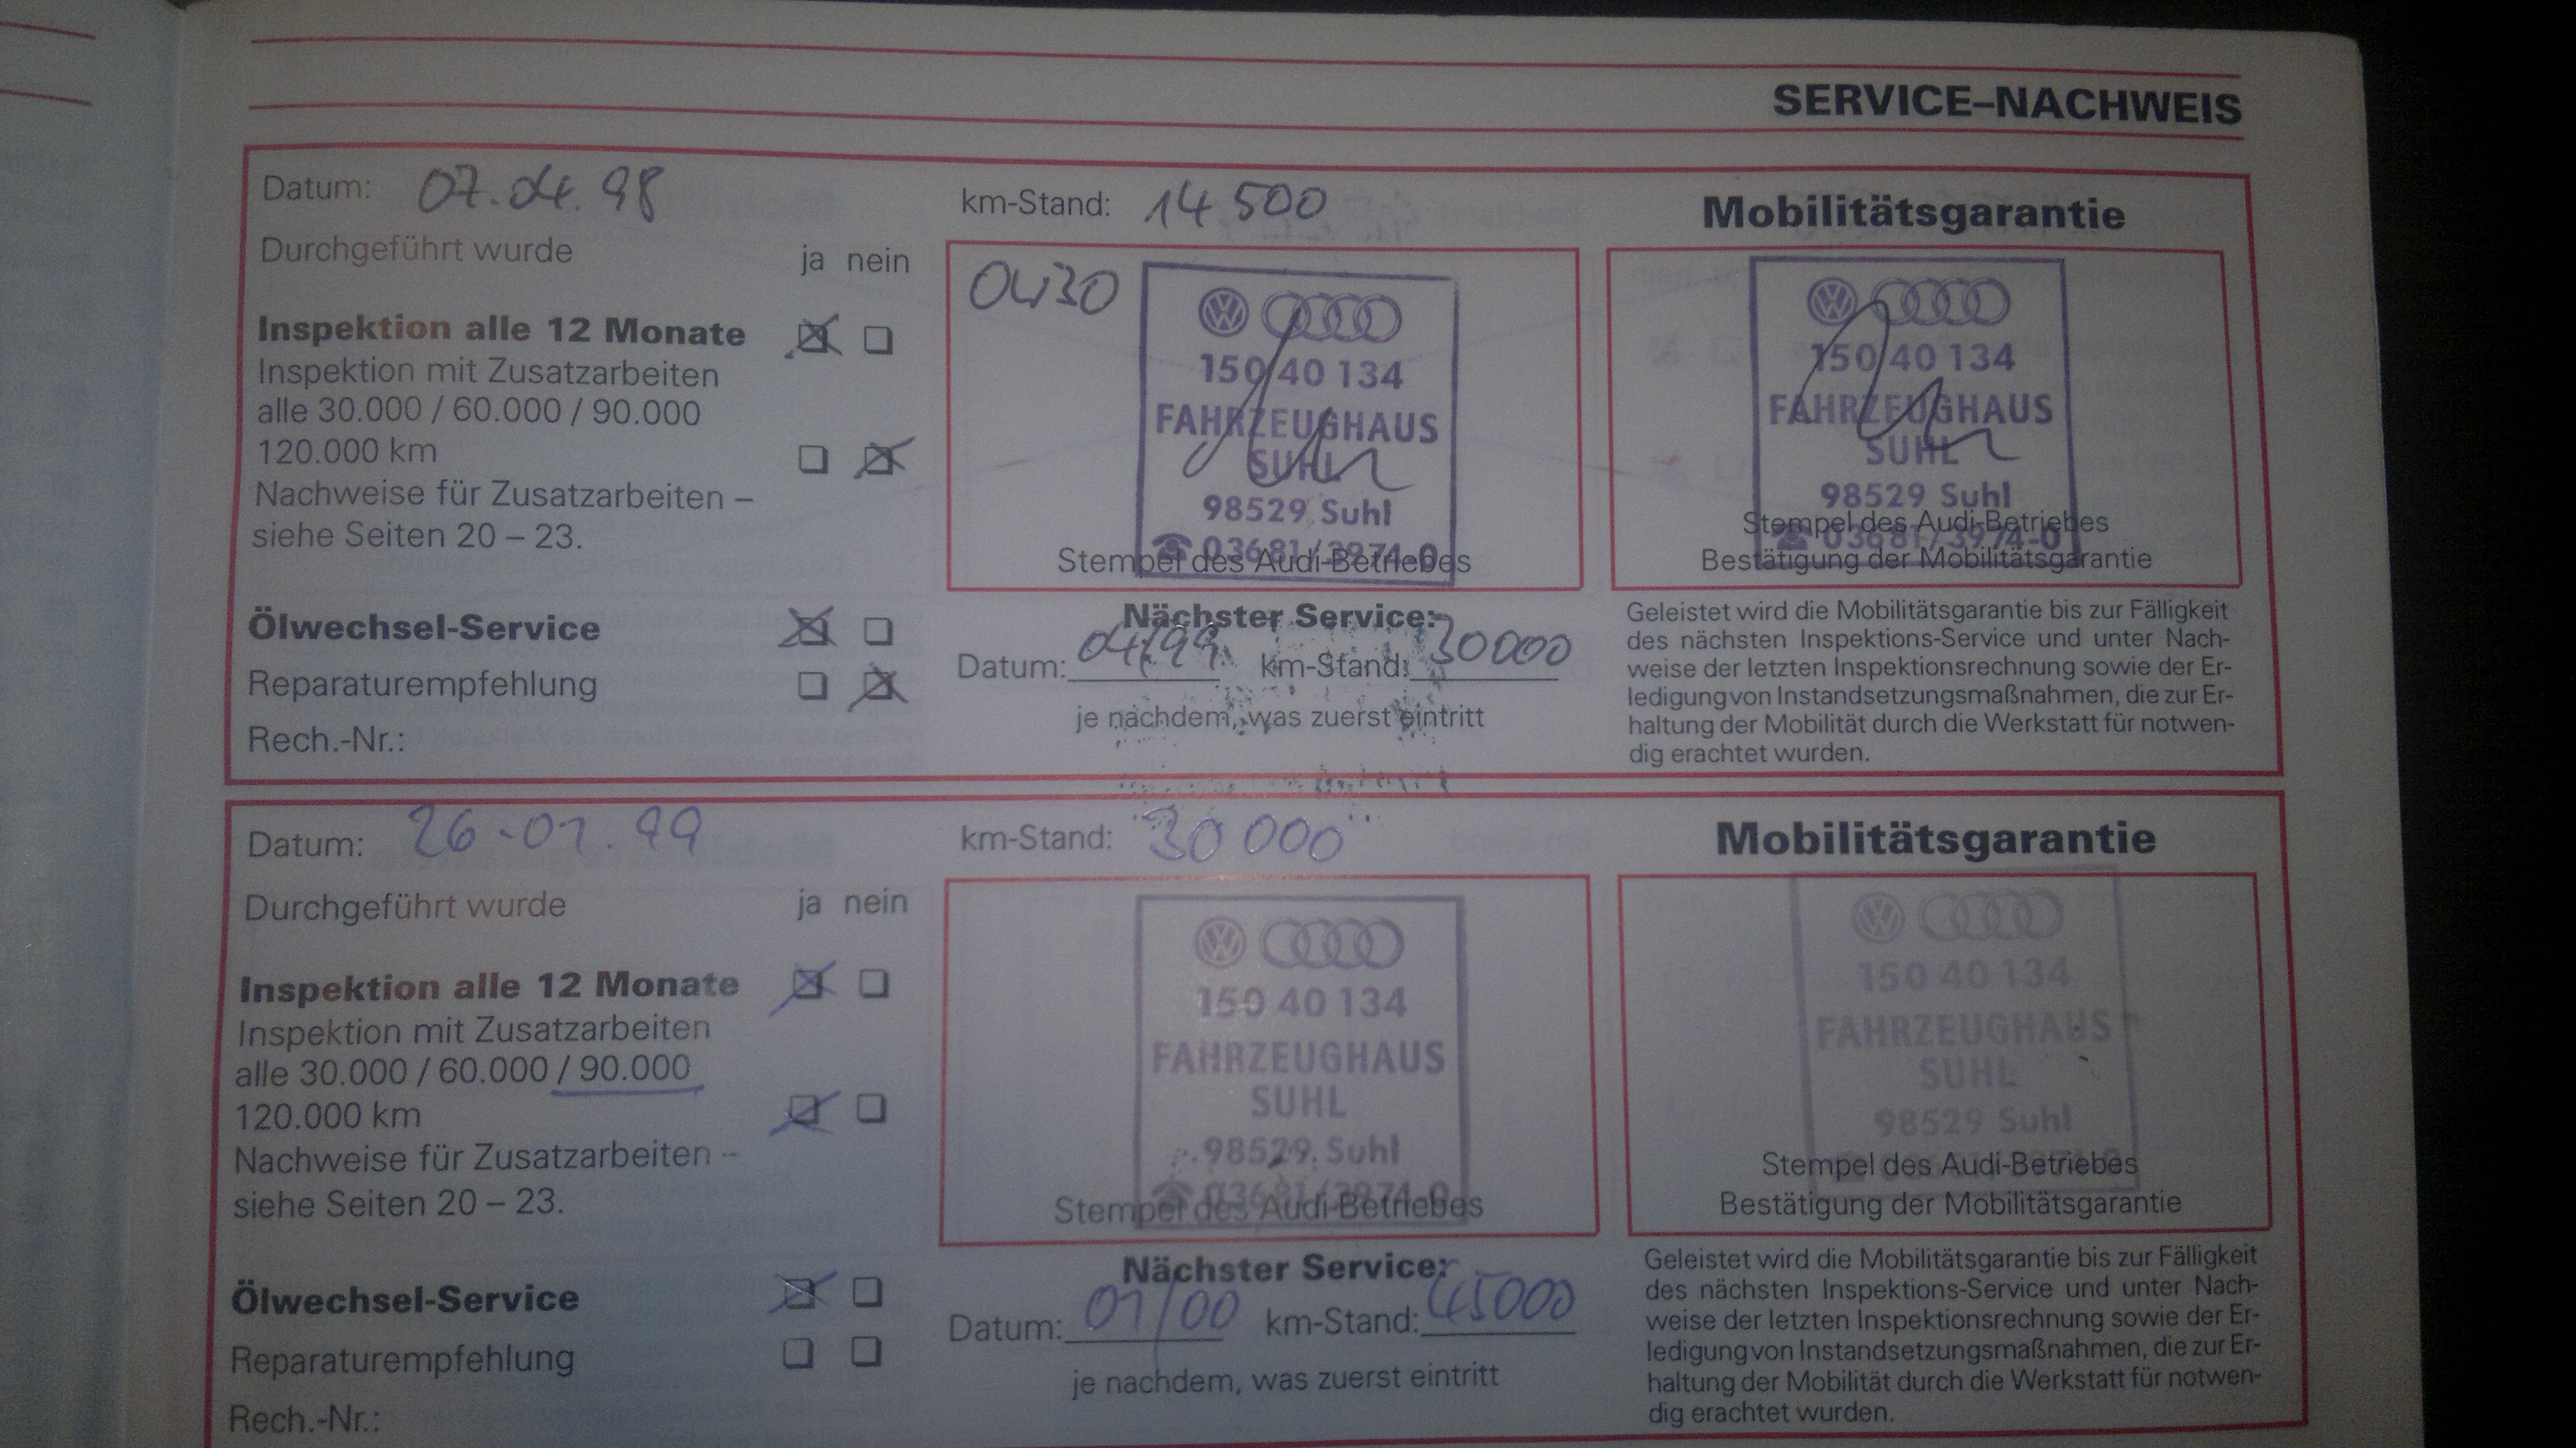 SERVICE–NACHWEIS
Datum: 07.04.98
km-Stand: 14 500
Mobilitätsgarantie
Durchgeführt wurde
ja nein
Inspektion alle 12 Monate
Inspektion mit Zusatzarbeiten
alle 30.000 / 60.000 / 90.000
120.000 km
Nachweise für Zusatzarbeiten –
siehe Seiten 20 – 23.
Ölwechsel-Service
Reparaturempfehlung
Rech.-Nr.:
0430
150 40 134
FAHRZEUGHAUS
SUHL
98529 Suhl
03681/3974-0
Stempel des Audi-Betriebes
Nächster Service:
Datum: 04/99 km-Stand: 30000
je nachdem, was zuerst eintritt
150 40 134
FAHRZEUGHAUS
SUHL
98529 Suhl
03681/3974-0
Stempel des Audi-Betriebes
Bestätigung der Mobilitätsgarantie
Geleistet wird die Mobilitätsgarantie bis zur Fälligkeit
des nächsten Inspektions-Service und unter Nach-
weise der letzten Inspektionsrechnung sowie der Er-
ledigung von Instandsetzungsmaßnahmen, die zur Er-
haltung der Mobilität durch die Werkstatt für notwen-
dig erachtet wurden.
Datum: 26.01.99
km-Stand: 30 000
Mobilitätsgarantie
Durchgeführt wurde
ja nein
Inspektion alle 12 Monate
Inspektion mit Zusatzarbeiten
alle 30.000 / 60.000 / 90.000
120.000 km
Nachweise für Zusatzarbeiten –
siehe Seiten 20 – 23.
Ölwechsel-Service
Reparaturempfehlung
Rech.-Nr.:
150 40 134
FAHRZEUGHAUS
SUHL
98529 Suhl
03681/3974-0
Stempel des Audi-Betriebes
Nächster Service:
Datum: 01/00 km-Stand: 45000
je nachdem, was zuerst eintritt
150 40 134
FAHRZEUGHAUS
SUHL
98529 Suhl
Stempel des Audi-Betriebes
Bestätigung der Mobilitätsgarantie
Geleistet wird die Mobilitätsgarantie bis zur Fälligkeit
des nächsten Inspektions-Service und unter Nach-
weise der letzten Inspektionsrechnung sowie der Er-
ledigung von Instandsetzungsmaßnahmen, die zur Er-
haltung der Mobilität durch die Werkstatt für notwen-
dig erachtet wurden.